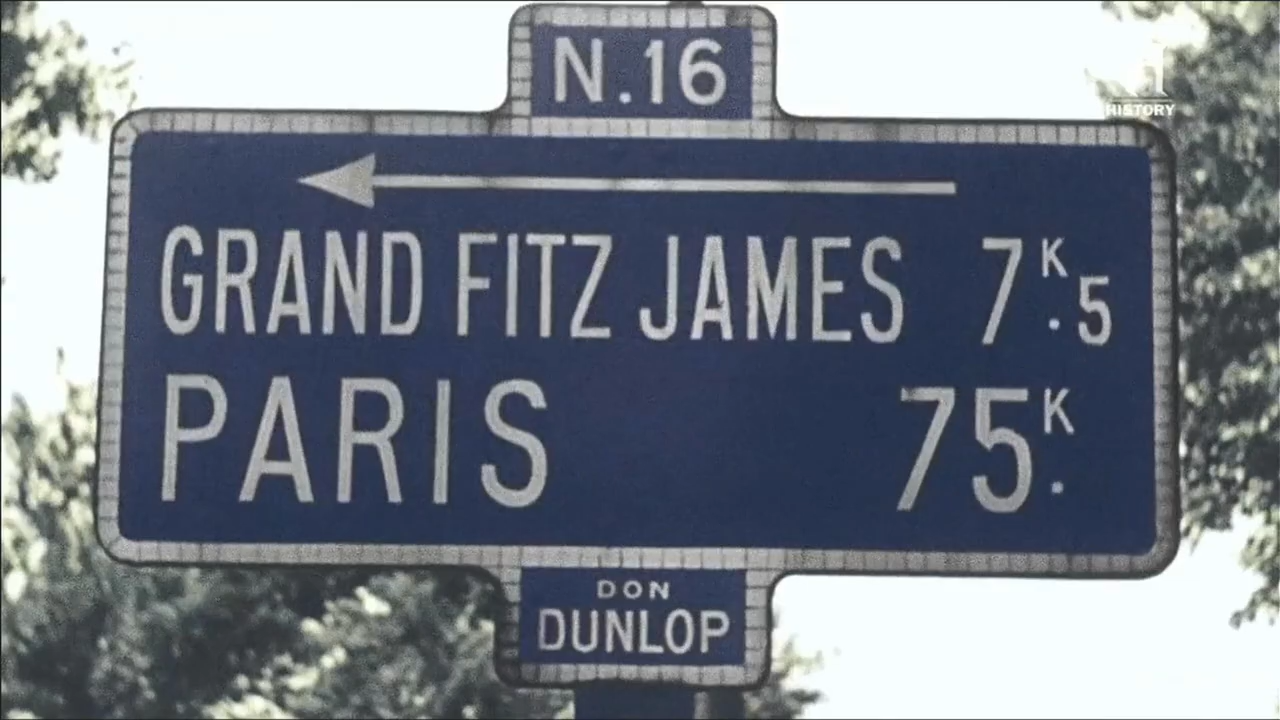 N.16
HISTORY
GRAND FITZ JAMES 7K.5
PARIS 75K.
DON
DUNLOP